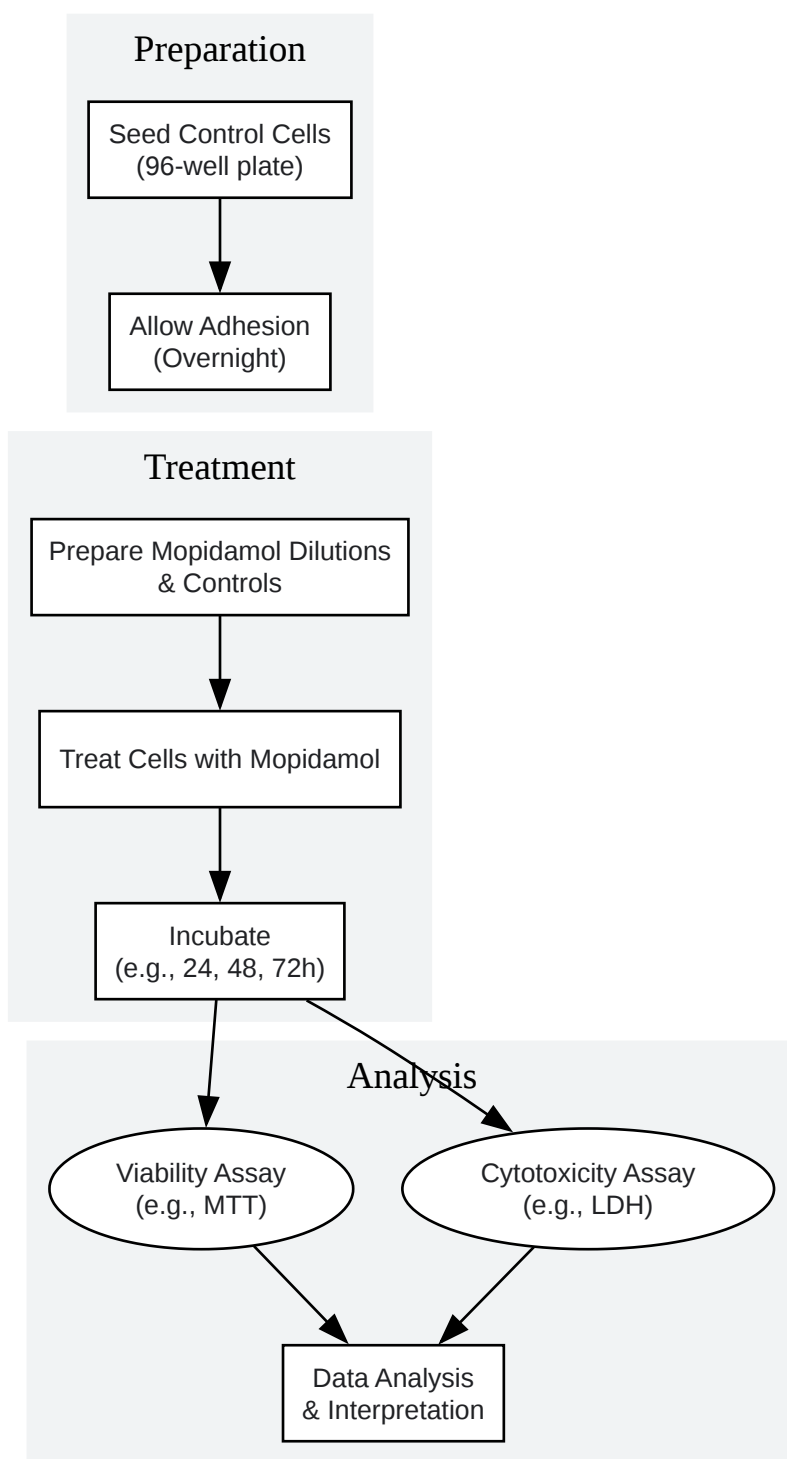 Preparation
Seed Control Cells
(96-well plate)
Allow Adhesion
(Overnight)
Treatment
Prepare Mopidamol Dilutions
& Controls
Treat Cells with Mopidamol
Incubate
(e.g., 24, 48, 72h)
Analysis
Viability Assay
(e.g., MTT)
Cytotoxicity Assay
(e.g., LDH)
Data Analysis
& Interpretation